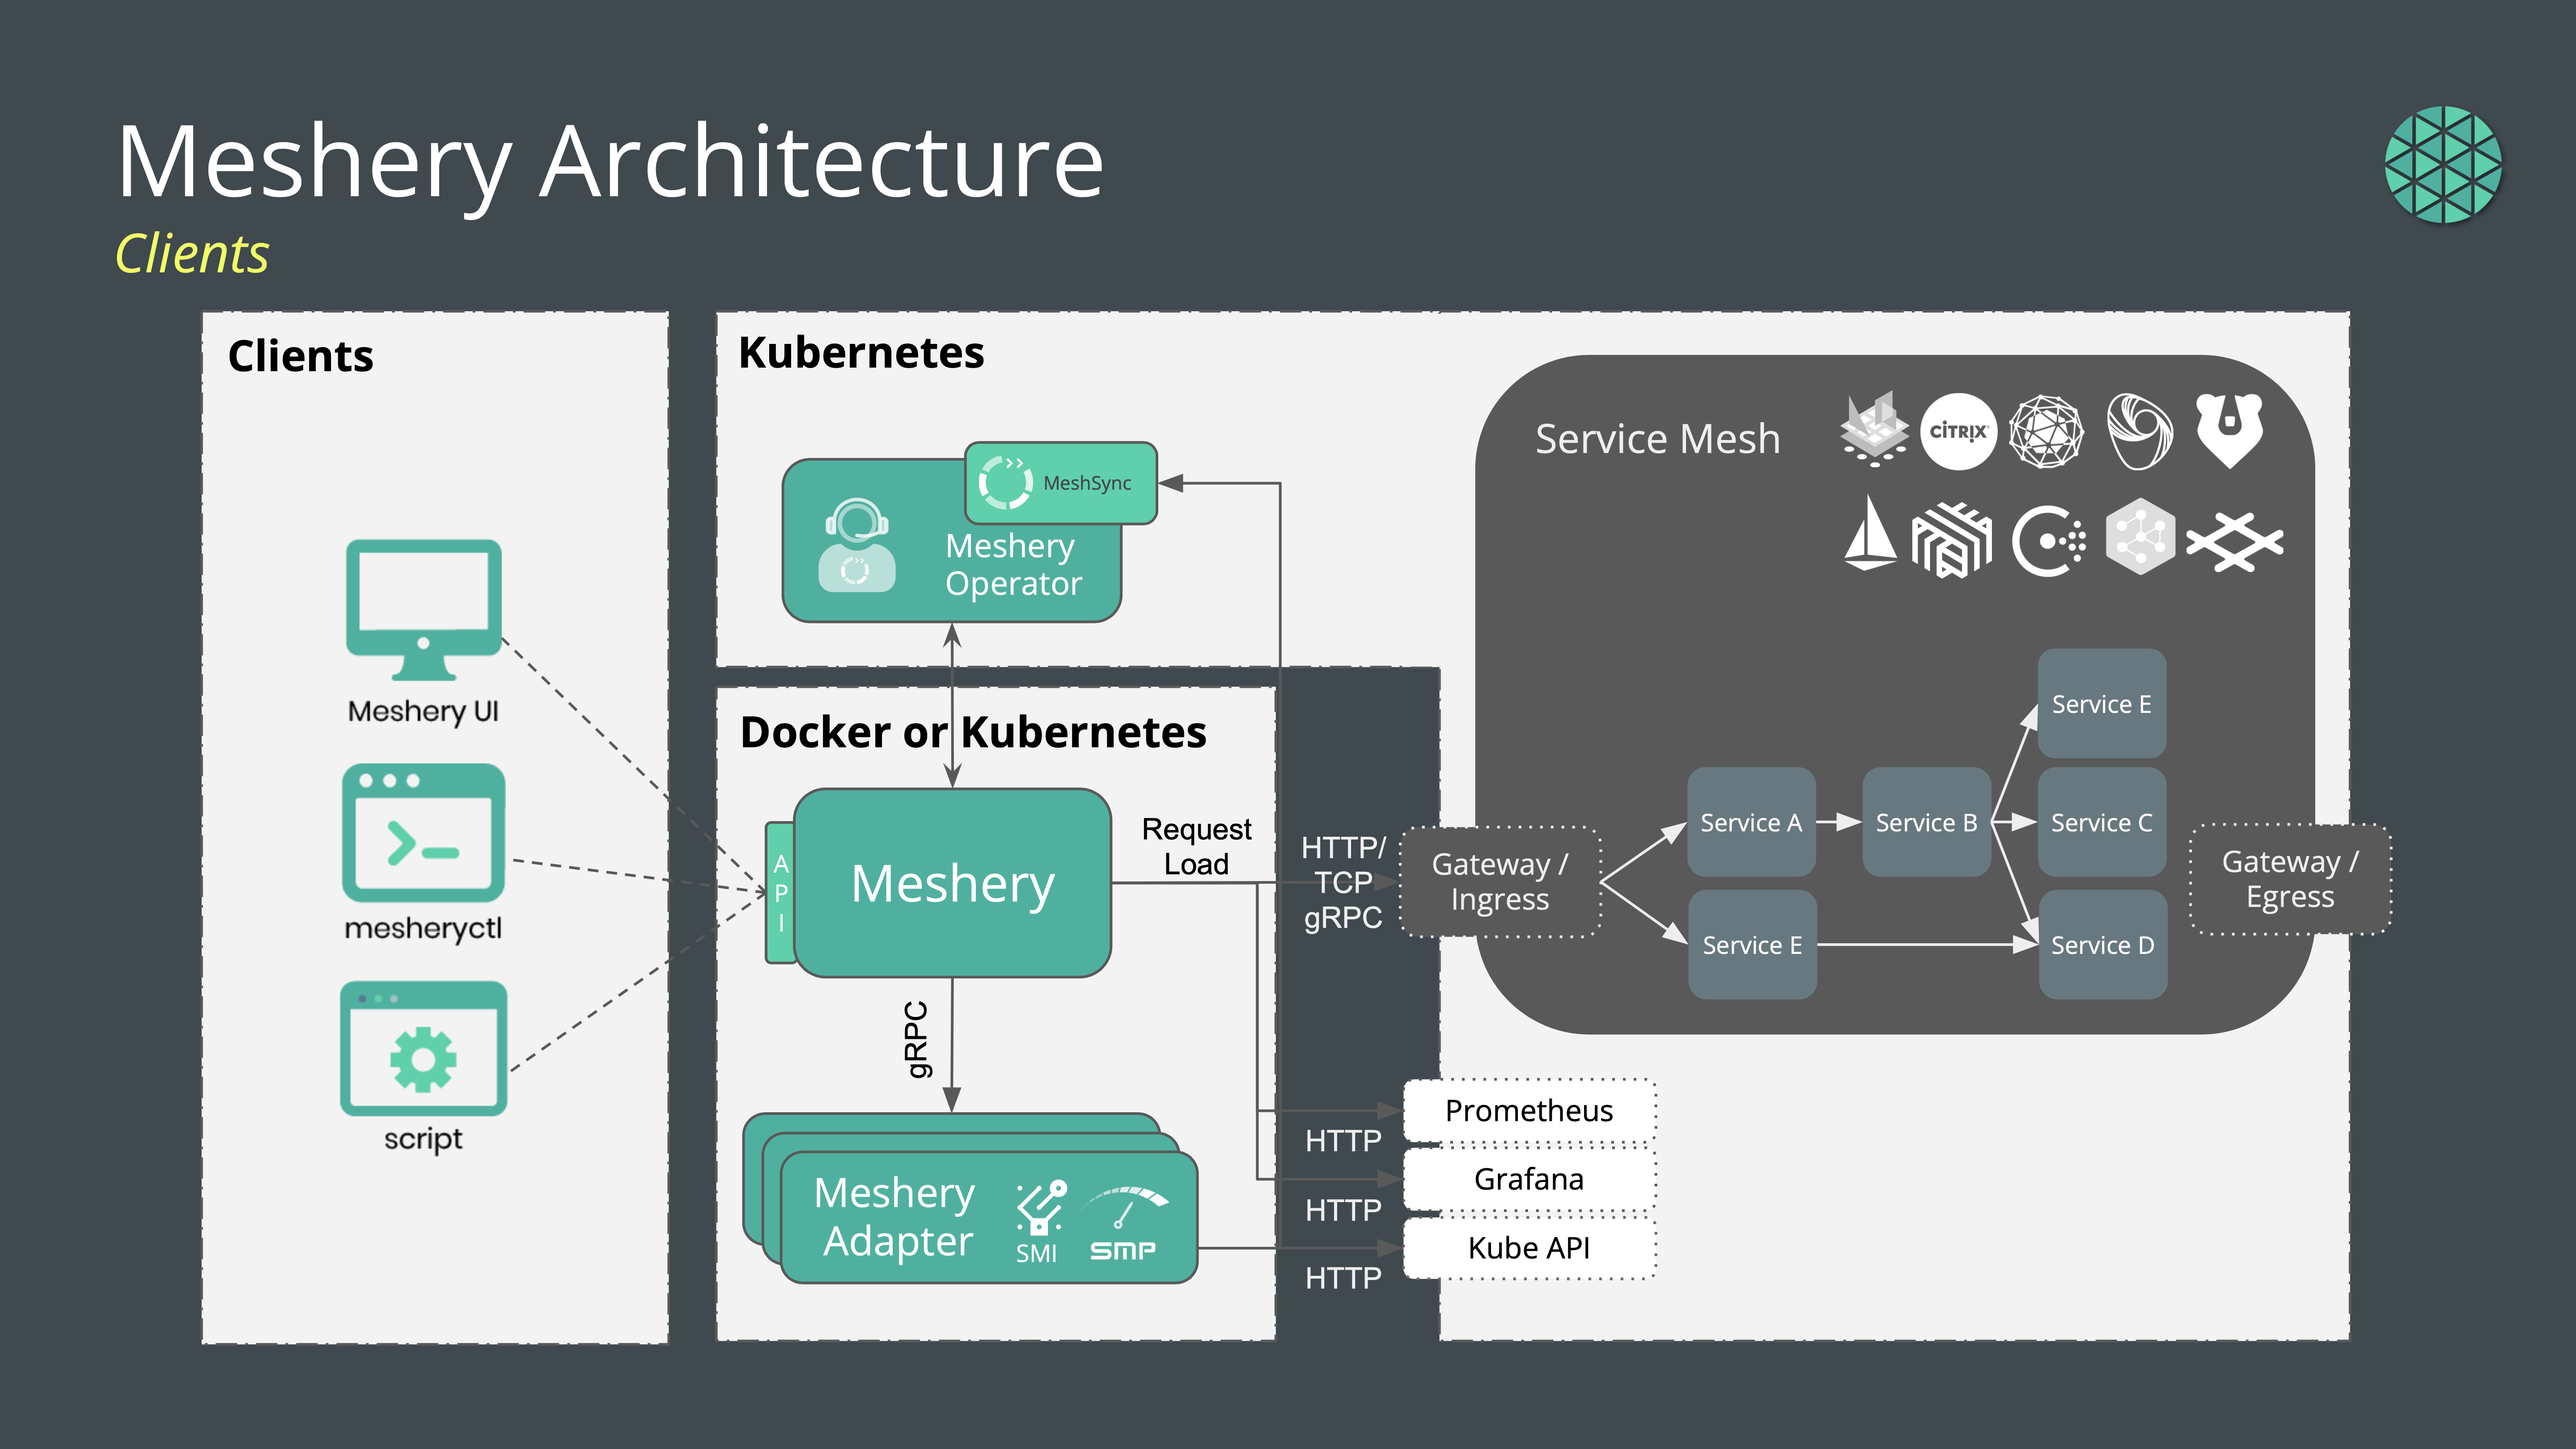 Meshery Architecture
Clients
Clients
Meshery UI
mesheryctl
script
Kubernetes
MeshSync
Meshery
Operator
Docker or Kubernetes
A
P
I
Meshery
Request
Load
gRPC
Meshery
Adapter
SMI
SMP
HTTP/
TCP
gRPC
HTTP
HTTP
HTTP
Prometheus
Grafana
Kube API
Service Mesh
CİTRIX
Gateway /
Ingress
Service A
Service B
Service E
Service C
Service E
Service D
Gateway /
Egress